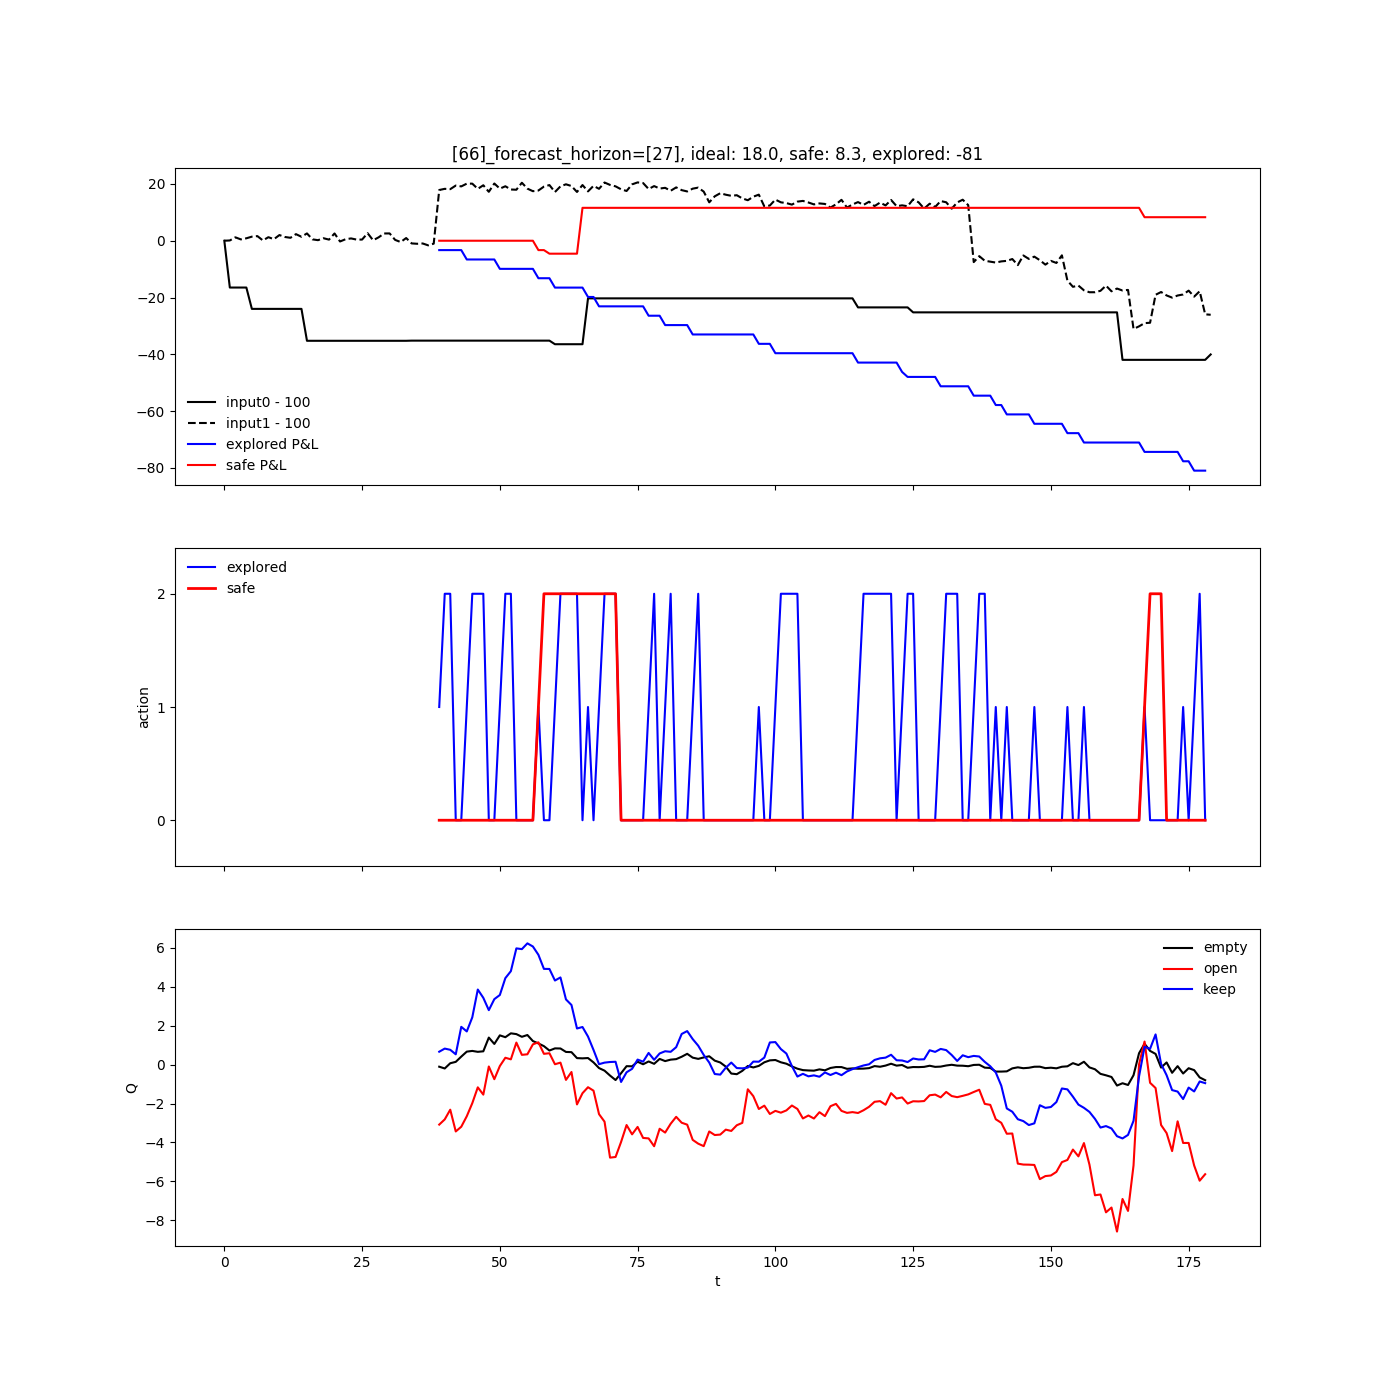 [66]_forecast_horizon=[27], ideal: 18.0, safe: 8.3, explored: -81
20
0
−20
−40
−60
−80
input0 - 100
input1 - 100
explored P&L
safe P&L
explored
safe
2
1
0
action
empty
open
keep
6
4
2
0
−2
−4
−6
−8
Q
0 25 50 75 100 125 150 175
t